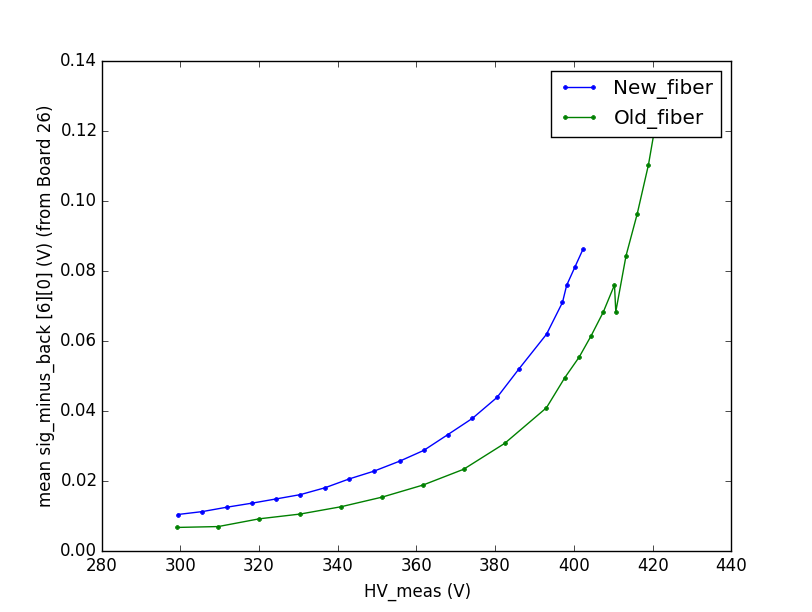 0.14
0.12
0.10
0.08
0.06
0.04
0.02
0.00
280 300 320 340 360 380 400 420 440
HV_meas (V)
mean sig_minus_back [6][0] (V) (from Board 26)
New_fiber
Old_fiber